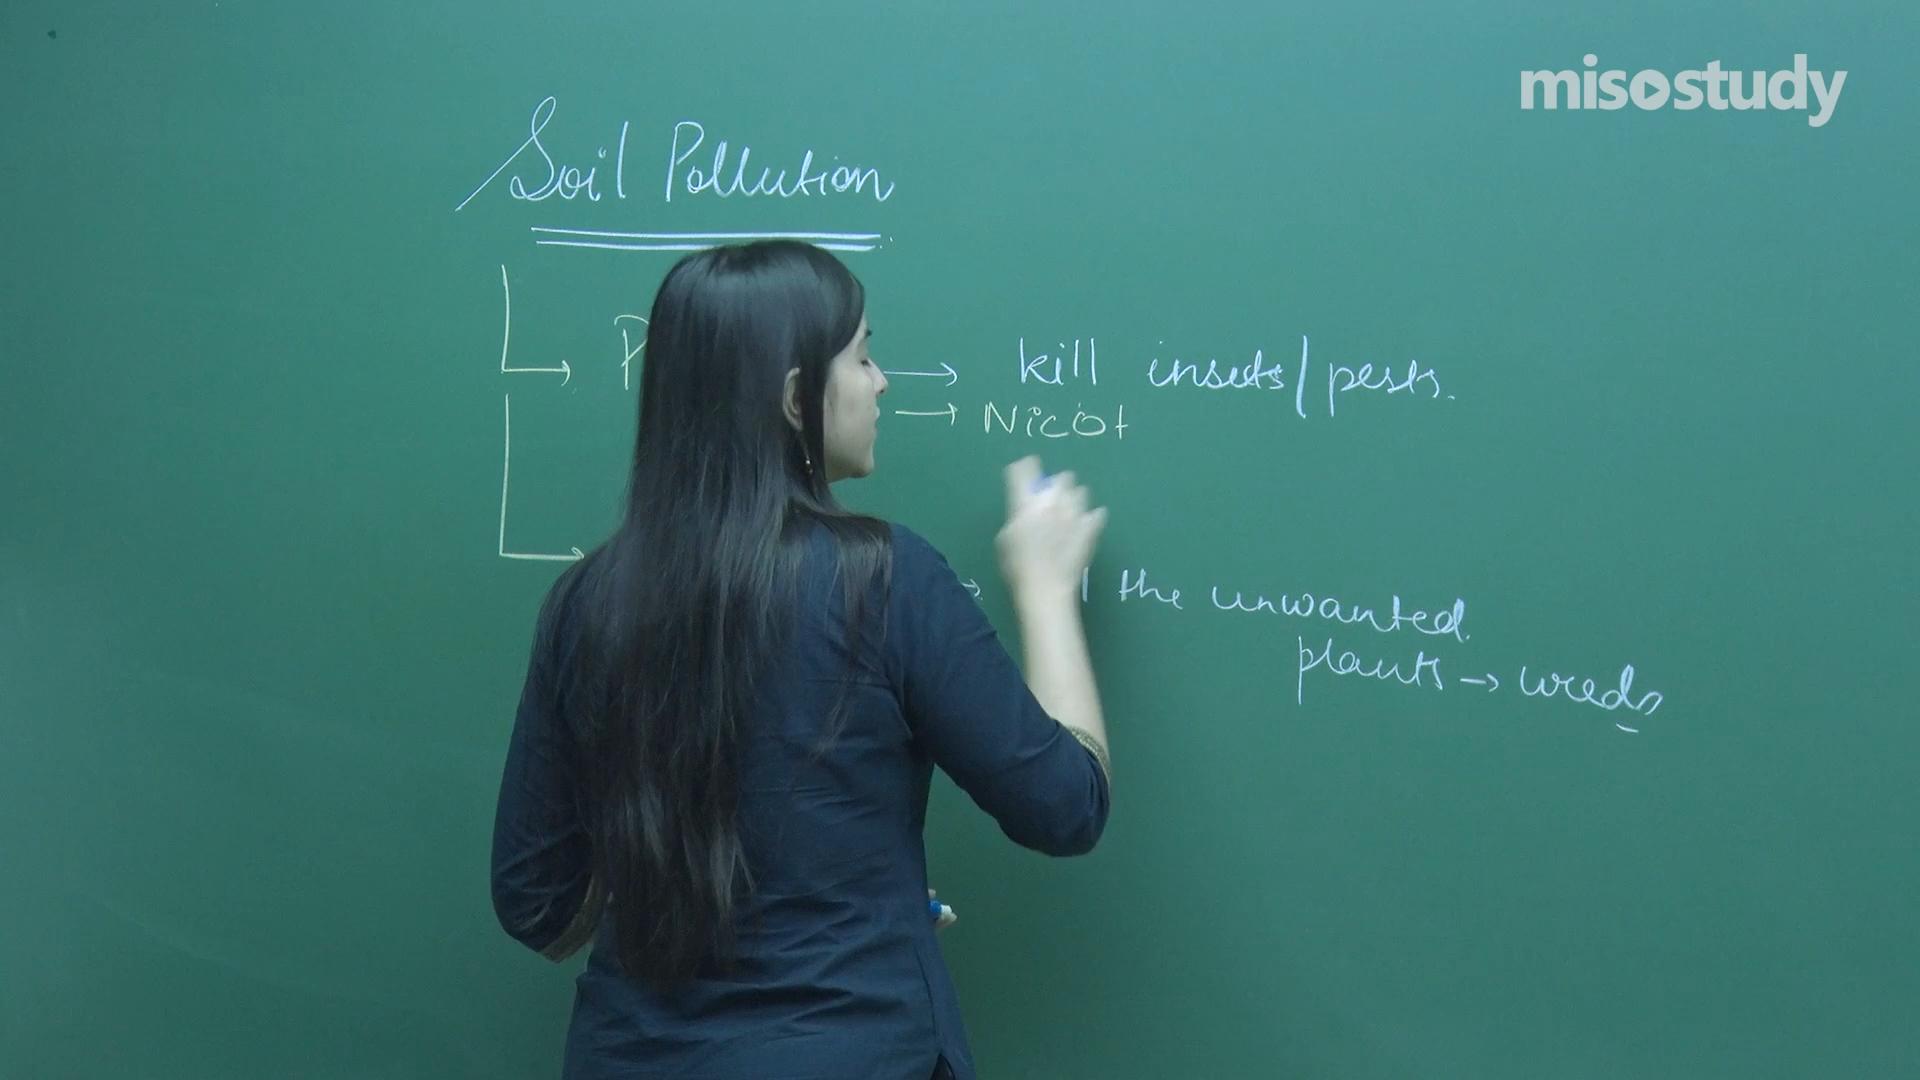 misostudy
Soil Pollution
→ kill insects/pests.
→ Nicot
the unwanted
plants → weeds